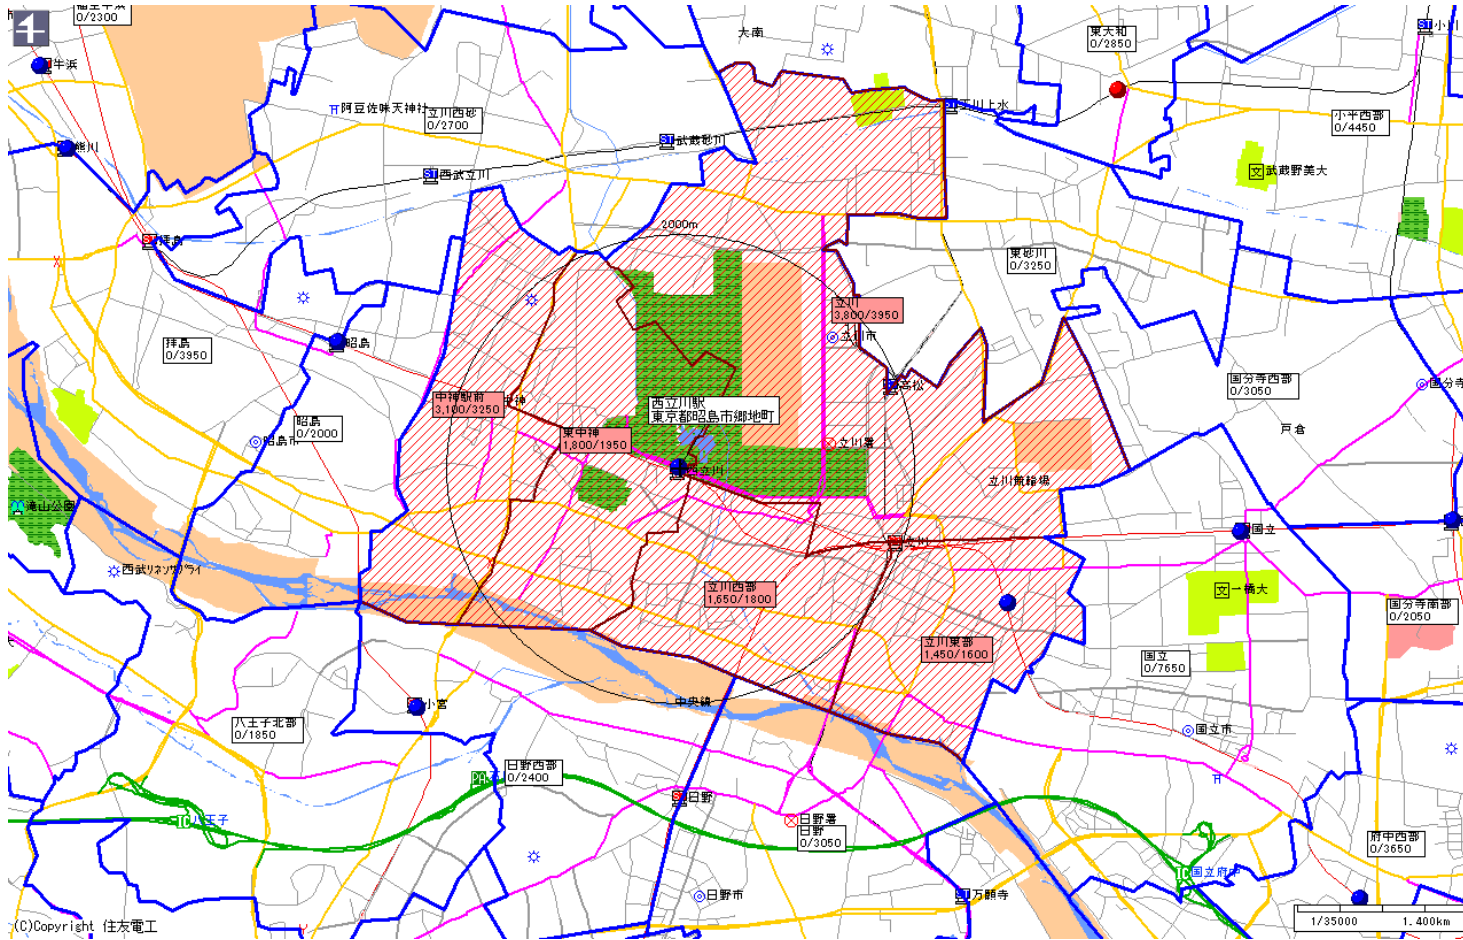 福生牛浜
0/2300
牛浜
大南
東大和
0/2850
小川
阿豆佐味天神社
立川西砂
0/2700
玉川上水
小平西部
0/4450
熊川
武蔵砂川
西武立川
武蔵野美大
2000m
拝島
東砂川
0/3250
立川
3,800/3950
立川市
昭島
拝島
0/3950
高松
国分寺西部
0/3050
国分寺
中神駅前
3,100/3250
中神
西立川駅
東京都昭島市郷地町
昭島
0/2000
昭島市
東中神
1,800/1950
立川署
戸倉
西立川
立川競輪場
滝山公園
立川
国立
西武リネンサプライ
立川西部
1,650/1800
一橋大
国分寺南部
0/2050
立川東部
1,450/1600
国立
0/7650
小宮
中央線
八王子北部
0/1850
国立市
日野西部
0/2400
PA
日野
IC
八王子
日野署
日野
0/3050
府中西部
0/3650
IC
国立府中
日野市
万願寺
(C)Copyright 住友電工
1/35000
1.400km